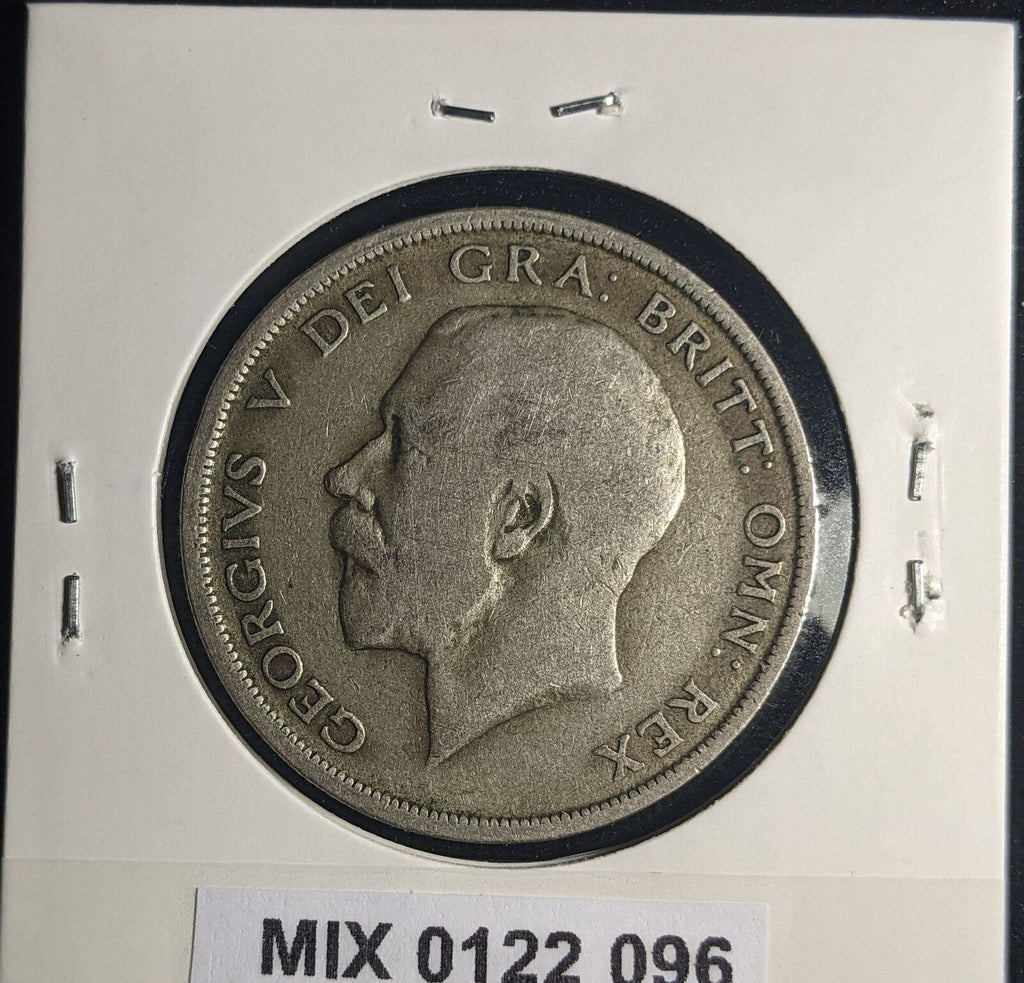 GEORGIVS V DEI GRA: BRITT: OMN: REX
MIX 0122 096